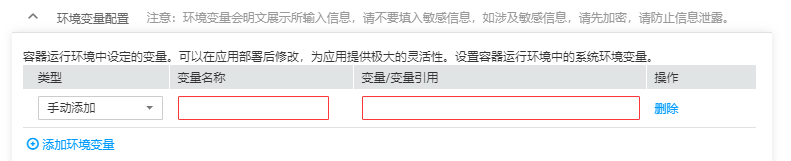 环境变量配置 注意：环境变量会明文展示所输入信息，请不要填入敏感信息，如涉及敏感信息，请先加密，请防止信息泄露。
容器运行环境中设定的变量。可以在应用部署后修改，为应用提供极大的灵活性。设置容器运行环境中的系统环境变量。
类型 变量名称 变量/变量引用 操作
手动添加 删除
添加环境变量